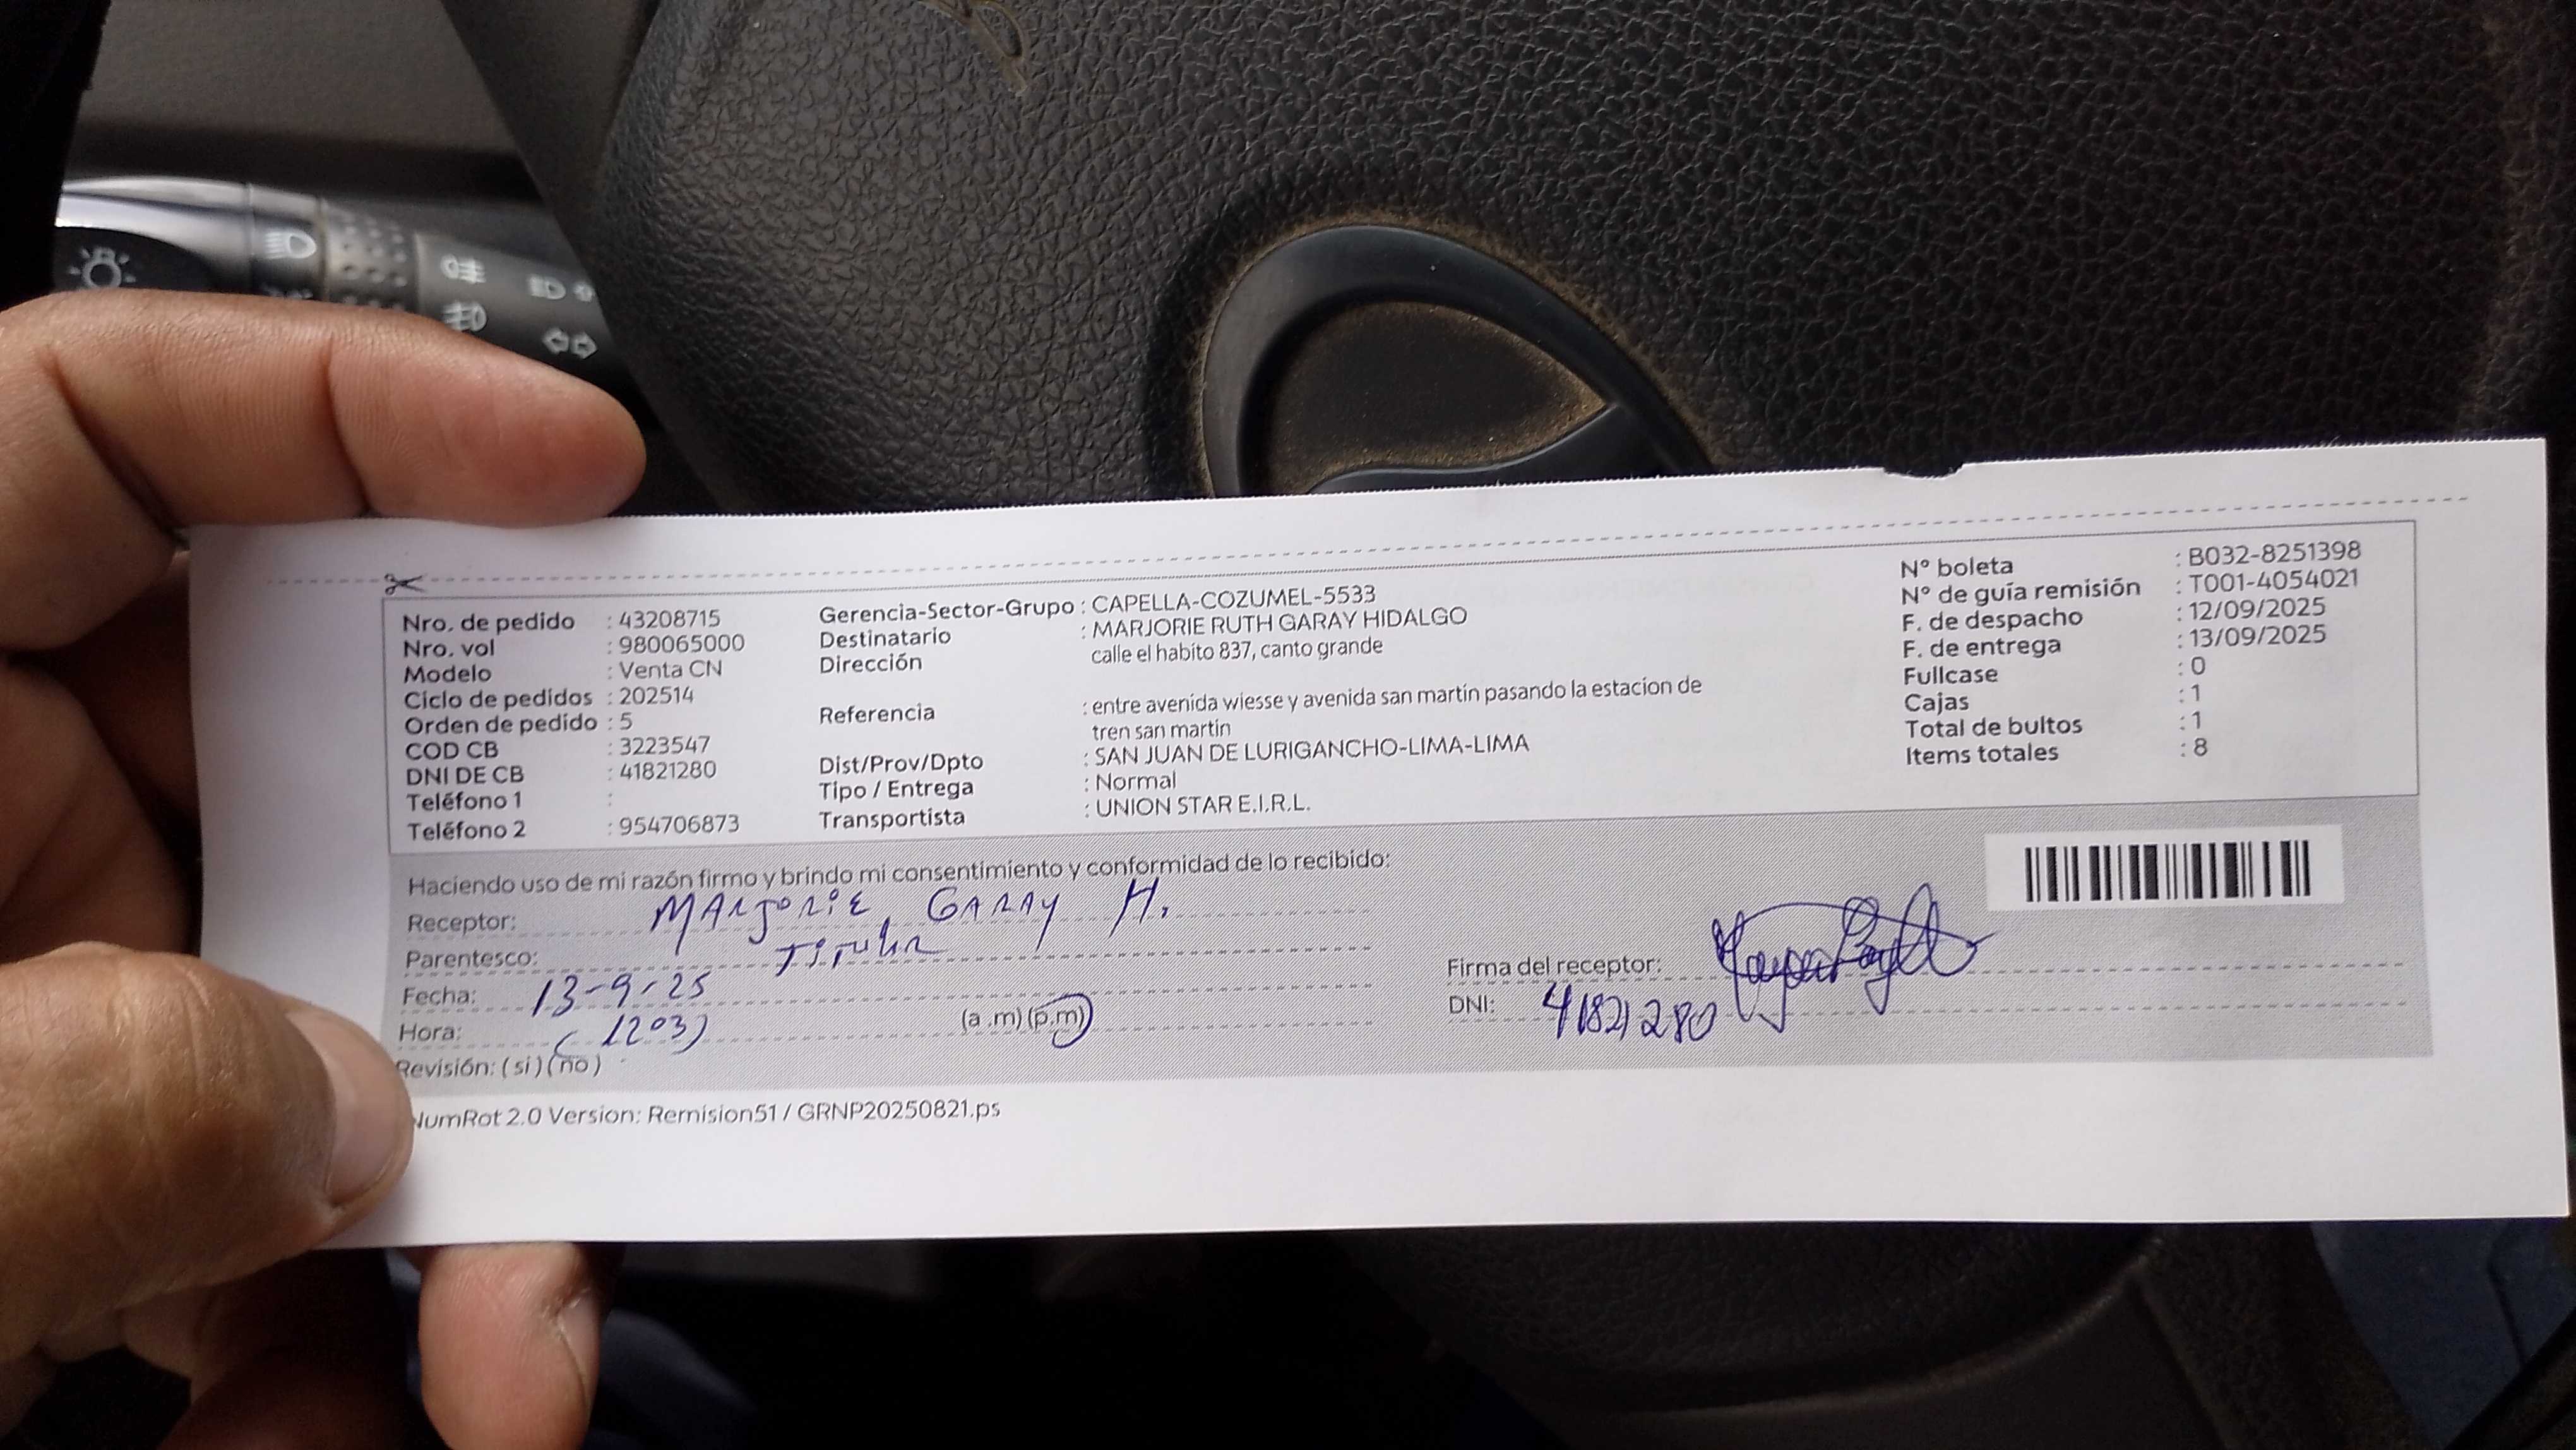 Nro. de pedido : 43208715
Nro. vol : 980065000
Modelo : Venta CN
Ciclo de pedidos : 202514
Orden de pedido : 5
COD CB : 3223547
DNI DE CB : 41821280
Teléfono 1 :
Teléfono 2 : 954706873
Gerencia-Sector-Grupo : CAPELLA-COZUMEL-5533
Destinatario : MARJORIE RUTH GARAY HIDALGO
Dirección calle el habito 837, canto grande
Referencia : entre avenida wiesse y avenida san martin pasando la estacion de
tren san martin
Dist/Prov/Dpto : SAN JUAN DE LURIGANCHO-LIMA-LIMA
Tipo / Entrega : Normal
Transportista : UNION STAR E.I.R.L.
N° boleta : B032-8251398
N° de guía remisión : T001-4054021
F. de despacho : 12/09/2025
F. de entrega : 13/09/2025
Fullcase : 0
Cajas : 1
Total de bultos : 1
Items totales : 8
Haciendo uso de mi razón firmo y brindo mi consentimiento y conformidad de lo recibido:
Receptor: MARJORIE GARAY H.
Parentesco: Titular
Fecha: 13-9-25
Hora: (1203) (a.m) (p.m)
Revisión: (si) (no)
Firma del receptor:
DNI: 41821280
NumRot 2.0 Version: Remision51 / GRNP20250821.ps